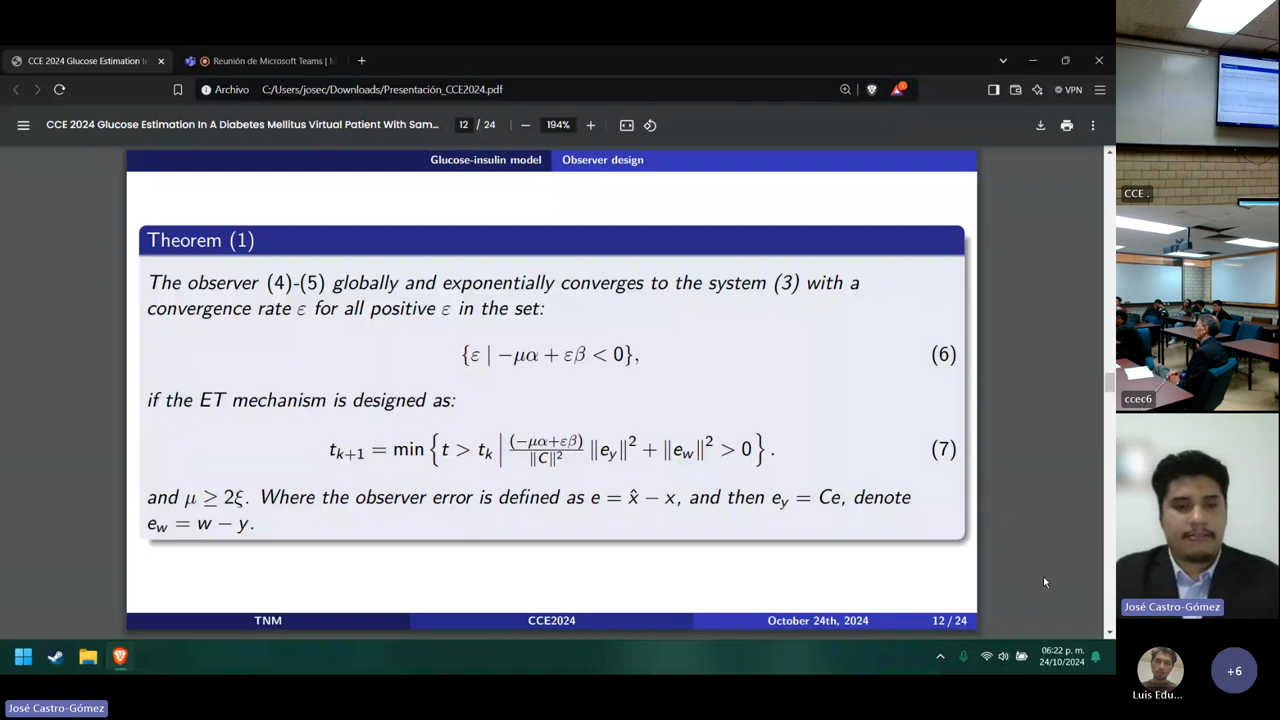 CCE 2024 Glucose Estimation In
Reunión de Microsoft Teams |
Archivo C:/Users/josec/Downloads/Presentación_CCE2024.pdf
VPN
CCE 2024 Glucose Estimation In A Diabetes Mellitus Virtual Patient With Sam...
12 / 24
194%
Glucose-insulin model Observer design
Theorem (1)
The observer (4)-(5) globally and exponentially converges to the system (3) with a
convergence rate ε for all positive ε in the set:
{ε | −μα + εβ < 0}, (6)
if the ET mechanism is designed as:
t_{k+1} = min { t > t_k | (−μα+εβ)/‖C‖² ‖e_y‖² + ‖e_w‖² > 0 } . (7)
and μ ≥ 2ξ. Where the observer error is defined as e = x̂ − x, and then e_y = Ce, denote
e_w = w − y.
TNM CCE2024 October 24th, 2024 12 / 24
06:22 p. m.
24/10/2024
José Castro-Gómez
CCE .
ccec6
José Castro-Gómez
Luis Edu...
+6